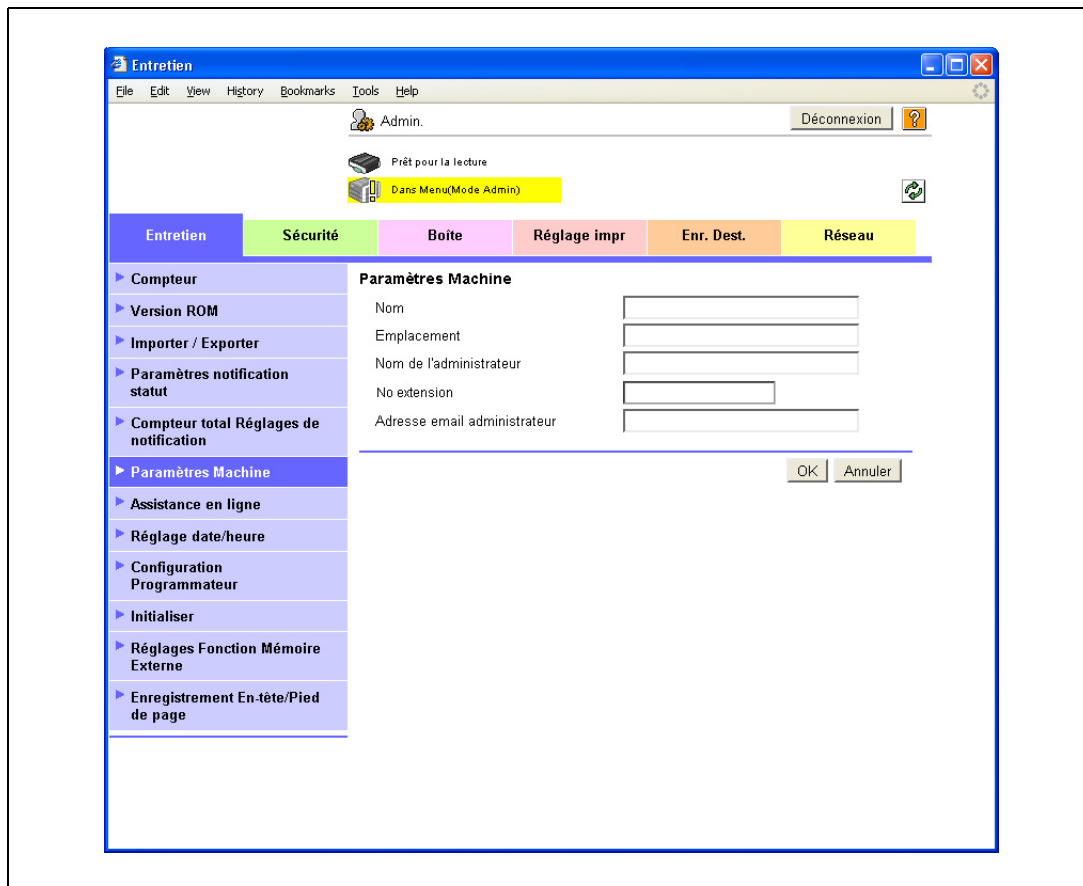 Entretien
File Edit View History Bookmarks Tools Help
Admin.
Déconnexion
?
Prêt pour la lecture
Dans Menu(Mode Admin)
Entretien
Sécurité
Boîte
Réglage impr
Enr. Dest.
Réseau
Compteur
Version ROM
Importer / Exporter
Paramètres notification
statut
Compteur total Réglages de
notification
Paramètres Machine
Assistance en ligne
Réglage date/heure
Configuration
Programmateur
Initialiser
Réglages Fonction Mémoire
Externe
Enregistrement En-tête/Pied
de page
Paramètres Machine
Nom
Emplacement
Nom de l'administrateur
No extension
Adresse email administrateur
OK
Annuler